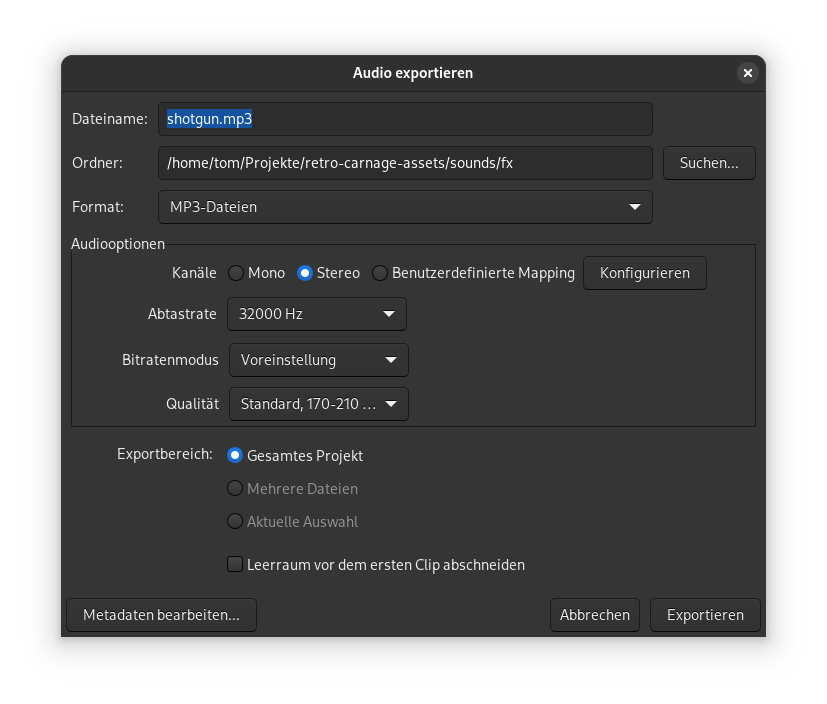 Audio exportieren
Dateiname: shotgun.mp3
Ordner: /home/tom/Projekte/retro-carnage-assets/sounds/fx Suchen...
Format: MP3-Dateien
Audiooptionen
Kanäle Mono Stereo Benutzerdefinierte Mapping Konfigurieren
Abtastrate 32000 Hz
Bitratenmodus Voreinstellung
Qualität Standard, 170-210 ...
Exportbereich: Gesamtes Projekt
Mehrere Dateien
Aktuelle Auswahl
Leerraum vor dem ersten Clip abschneiden
Metadaten bearbeiten... Abbrechen Exportieren